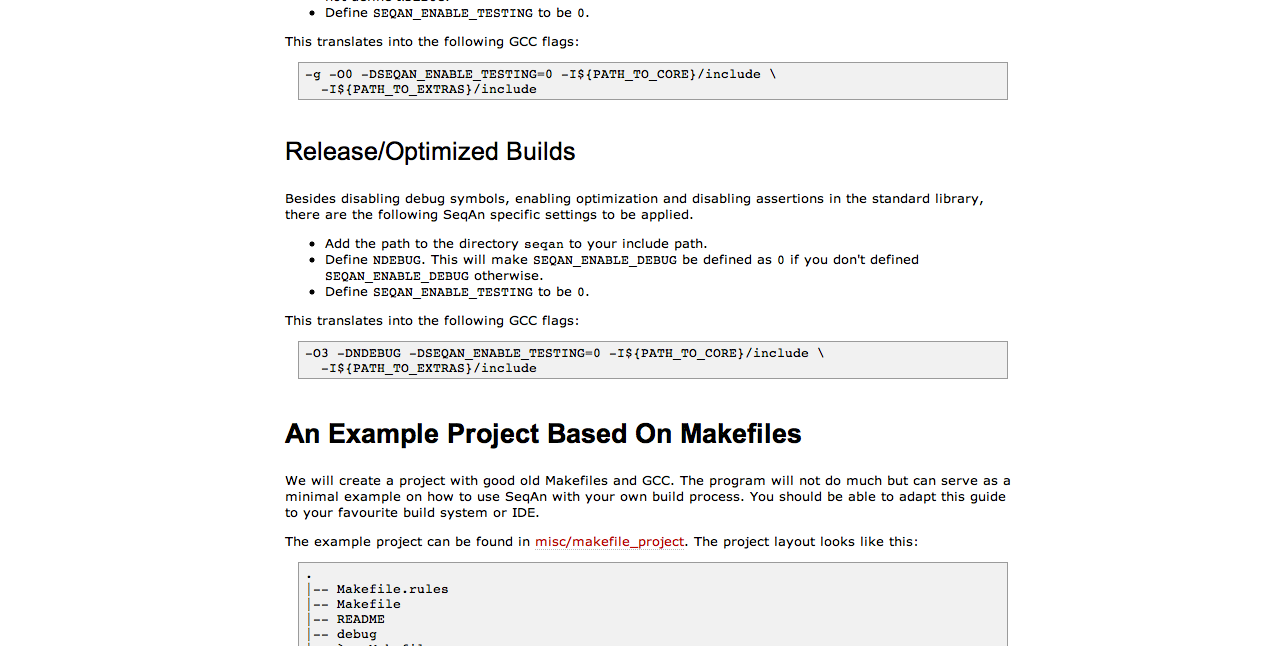 Define SEQAN_ENABLE_TESTING to be 0.
This translates into the following GCC flags:
-g -O0 -DSEQAN_ENABLE_TESTING=0 -I${PATH_TO_CORE}/include \
-I${PATH_TO_EXTRAS}/include
Release/Optimized Builds
Besides disabling debug symbols, enabling optimization and disabling assertions in the standard library,
there are the following SeqAn specific settings to be applied.
Add the path to the directory seqan to your include path.
Define NDEBUG. This will make SEQAN_ENABLE_DEBUG be defined as 0 if you don't defined
SEQAN_ENABLE_DEBUG otherwise.
Define SEQAN_ENABLE_TESTING to be 0.
This translates into the following GCC flags:
-O3 -DNDEBUG -DSEQAN_ENABLE_TESTING=0 -I${PATH_TO_CORE}/include \
-I${PATH_TO_EXTRAS}/include
An Example Project Based On Makefiles
We will create a project with good old Makefiles and GCC. The program will not do much but can serve as a
minimal example on how to use SeqAn with your own build process. You should be able to adapt this guide
to your favourite build system or IDE.
The example project can be found in misc/makefile_project. The project layout looks like this:
.
|-- Makefile.rules
|-- Makefile
|-- README
|-- debug